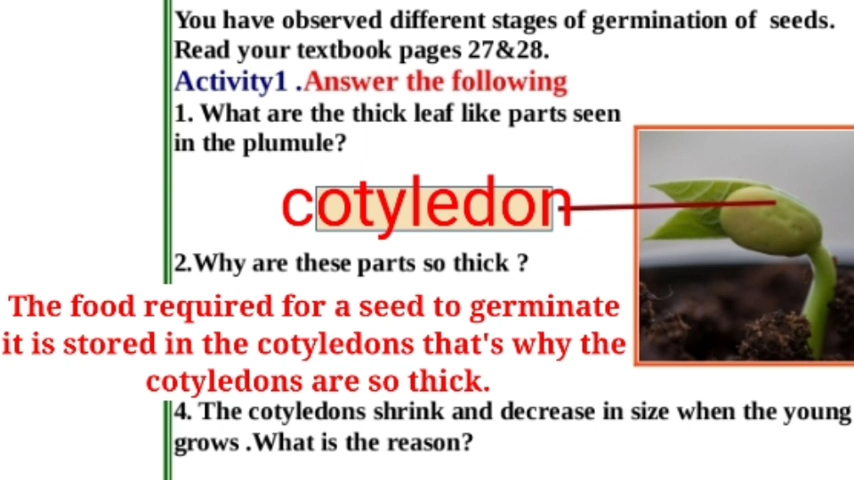 You have observed different stages of germination of seeds.
Read your textbook pages 27&28.
Activity1 .Answer the following
1. What are the thick leaf like parts seen
in the plumule?
cotyledon
2.Why are these parts so thick ?
The food required for a seed to germinate
it is stored in the cotyledons that's why the
cotyledons are so thick.
4. The cotyledons shrink and decrease in size when the young
grows .What is the reason?